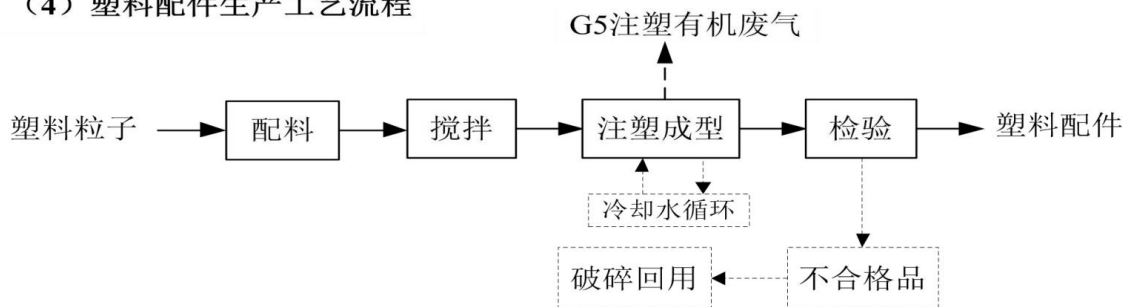 （4）塑料配件生产工艺流程
G5注塑有机废气
塑料粒子
配料
搅拌
注塑成型
检验
塑料配件
冷却水循环
破碎回用
不合格品